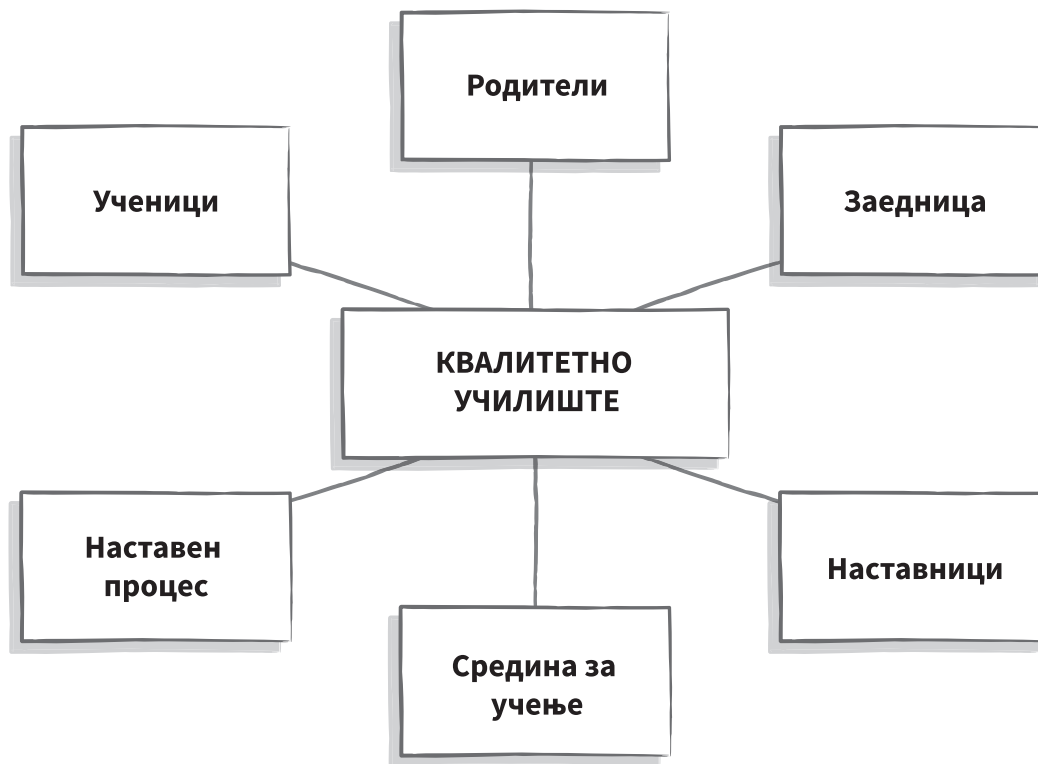 Родители
Ученици
Заедница
КВАЛИТЕТНО
УЧИЛИШТЕ
Наставен
процес
Наставници
Средина за
учење